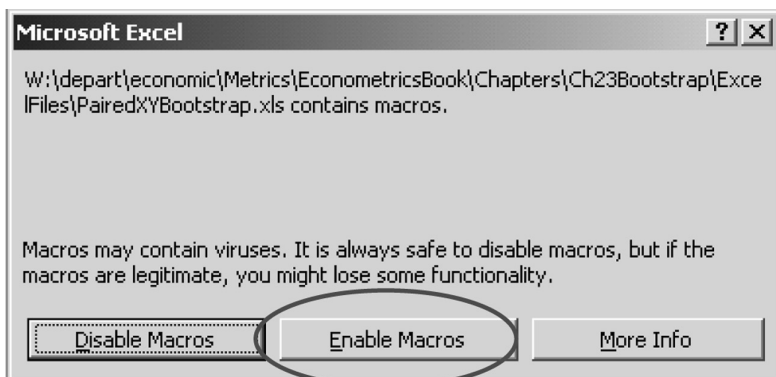 Microsoft Excel
? X
W:\depart\economic\Metrics\EconometricsBook\Chapters\Ch23Bootstrap\Exce
lFiles\PairedXYBootstrap.xls contains macros.
Macros may contain viruses. It is always safe to disable macros, but if the
macros are legitimate, you might lose some functionality.
Disable Macros Enable Macros More Info